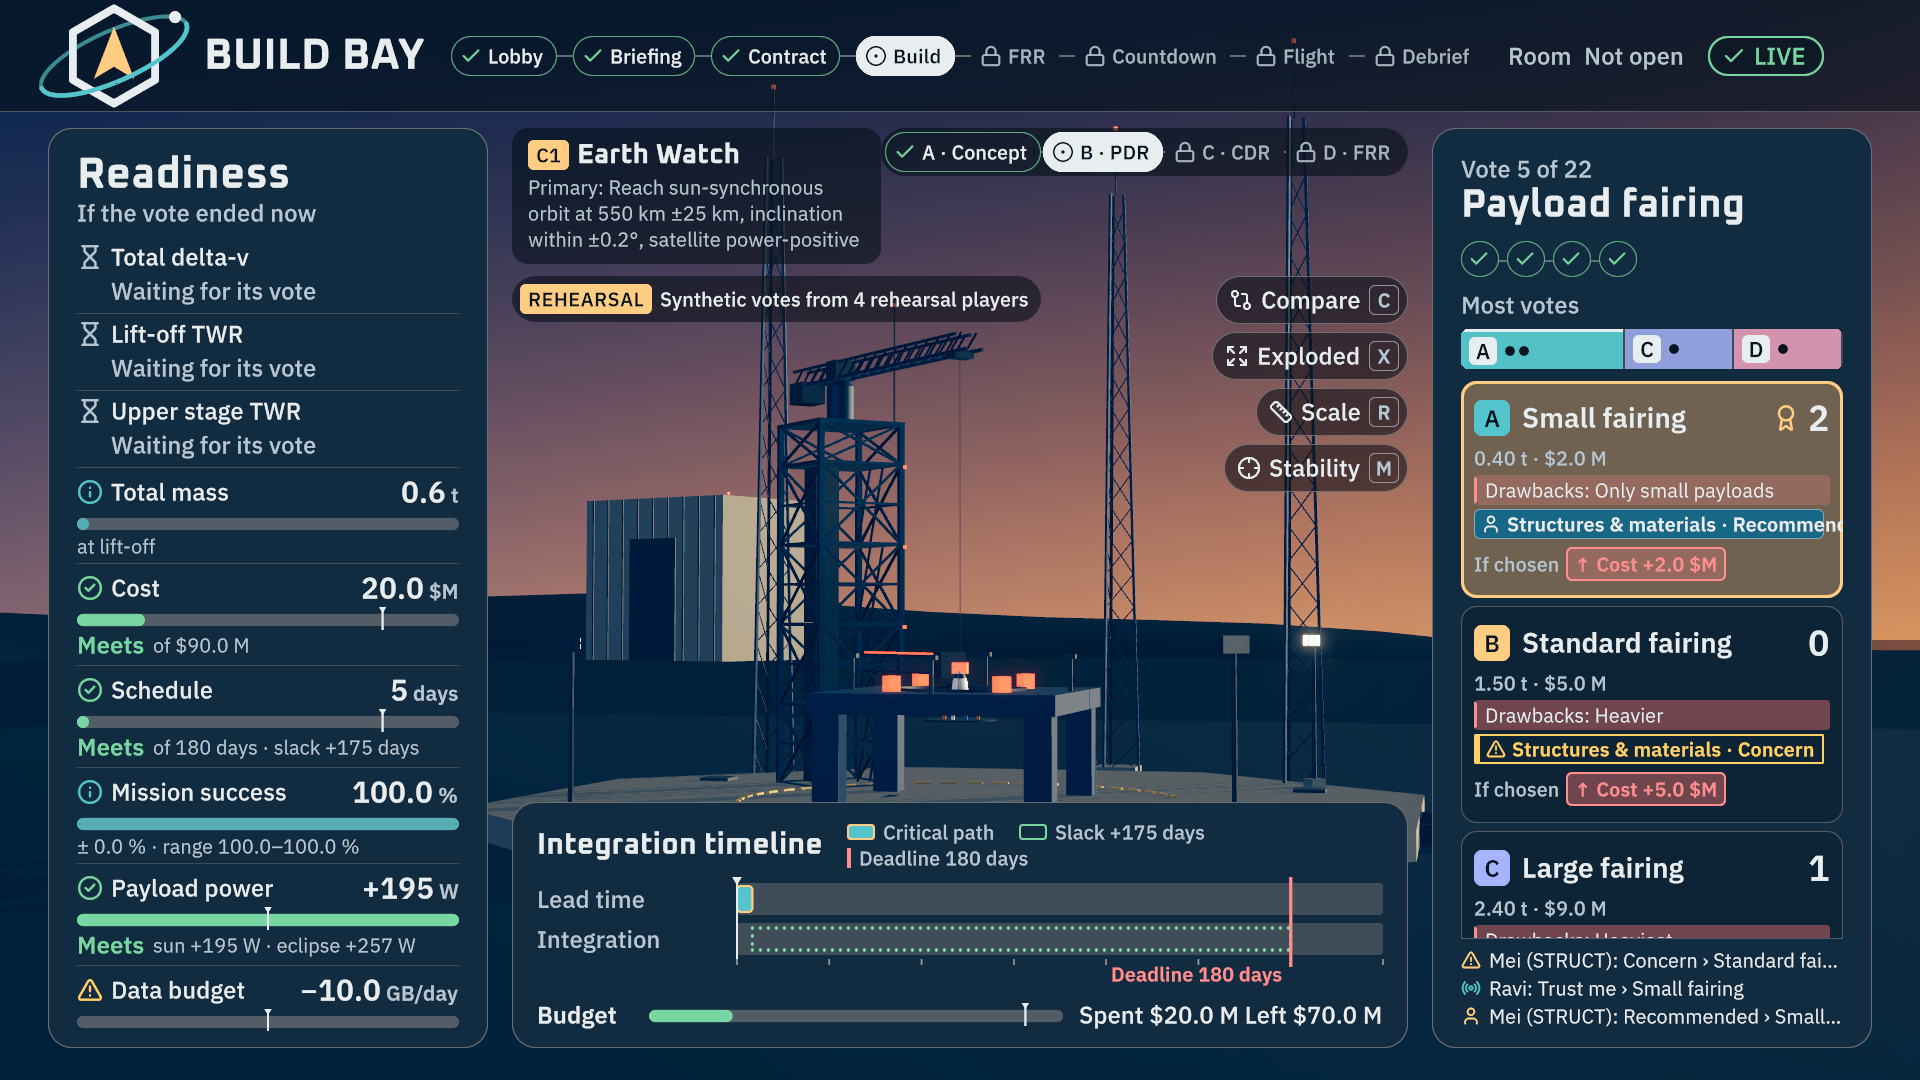 BUILD BAY
Lobby
Briefing
Contract
Build
FRR
Countdown
Flight
Debrief
Room Not open
LIVE
Readiness
If the vote ended now
Total delta-v
Waiting for its vote
Lift-off TWR
Waiting for its vote
Upper stage TWR
Waiting for its vote
Total mass 0.6 t
at lift-off
Cost 20.0 $M
Meets of $90.0 M
Schedule 5 days
Meets of 180 days · slack +175 days
Mission success 100.0 %
± 0.0 % · range 100.0–100.0 %
Payload power +195 W
Meets sun +195 W · eclipse +257 W
Data budget −10.0 GB/day
C1 Earth Watch
Primary: Reach sun-synchronous
orbit at 550 km ±25 km, inclination
within ±0.2°, satellite power-positive
A · Concept
B · PDR
C · CDR
D · FRR
REHEARSAL Synthetic votes from 4 rehearsal players
Compare C
Exploded X
Scale R
Stability M
Integration timeline
Critical path
Slack +175 days
Deadline 180 days
Lead time
Integration
Deadline 180 days
Budget Spent $20.0 M Left $70.0 M
Vote 5 of 22
Payload fairing
Most votes
A C D
A Small fairing 2
0.40 t · $2.0 M
Drawbacks: Only small payloads
Structures & materials · Recommen
If chosen ↑ Cost +2.0 $M
B Standard fairing 0
1.50 t · $5.0 M
Drawbacks: Heavier
Structures & materials · Concern
If chosen ↑ Cost +5.0 $M
C Large fairing 1
2.40 t · $9.0 M
Drawbacks: Heaviest
Mei (STRUCT): Concern › Standard fai...
Ravi: Trust me › Small fairing
Mei (STRUCT): Recommended › Small...